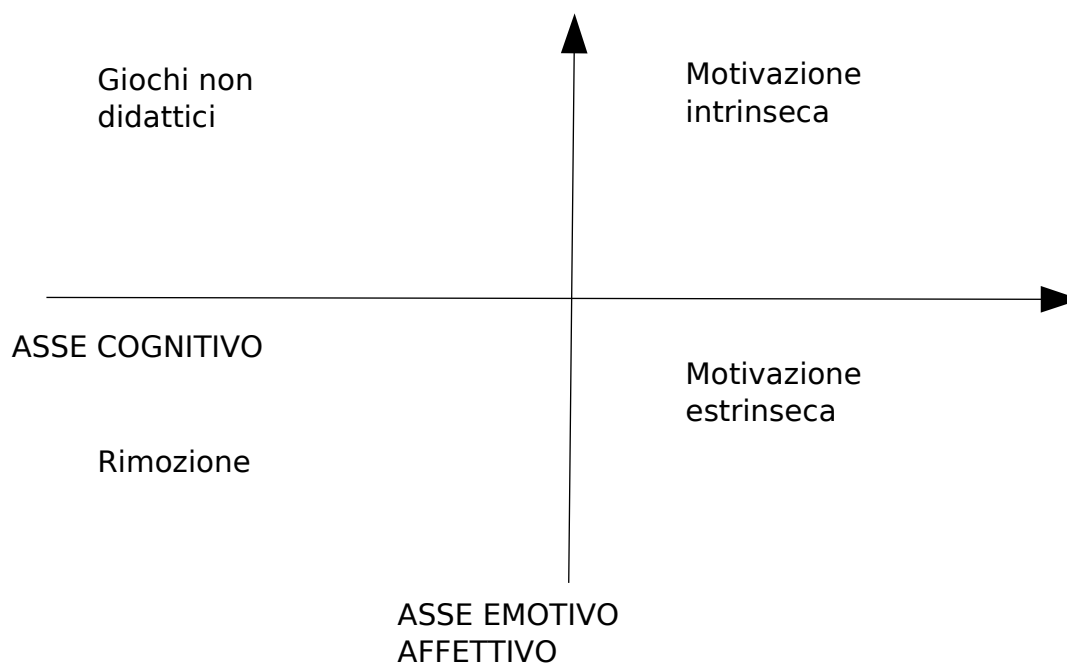 Giochi non
didattici
Motivazione
intrinseca
ASSE COGNITIVO
Motivazione
estrinseca
Rimozione
ASSE EMOTIVO
AFFETTIVO